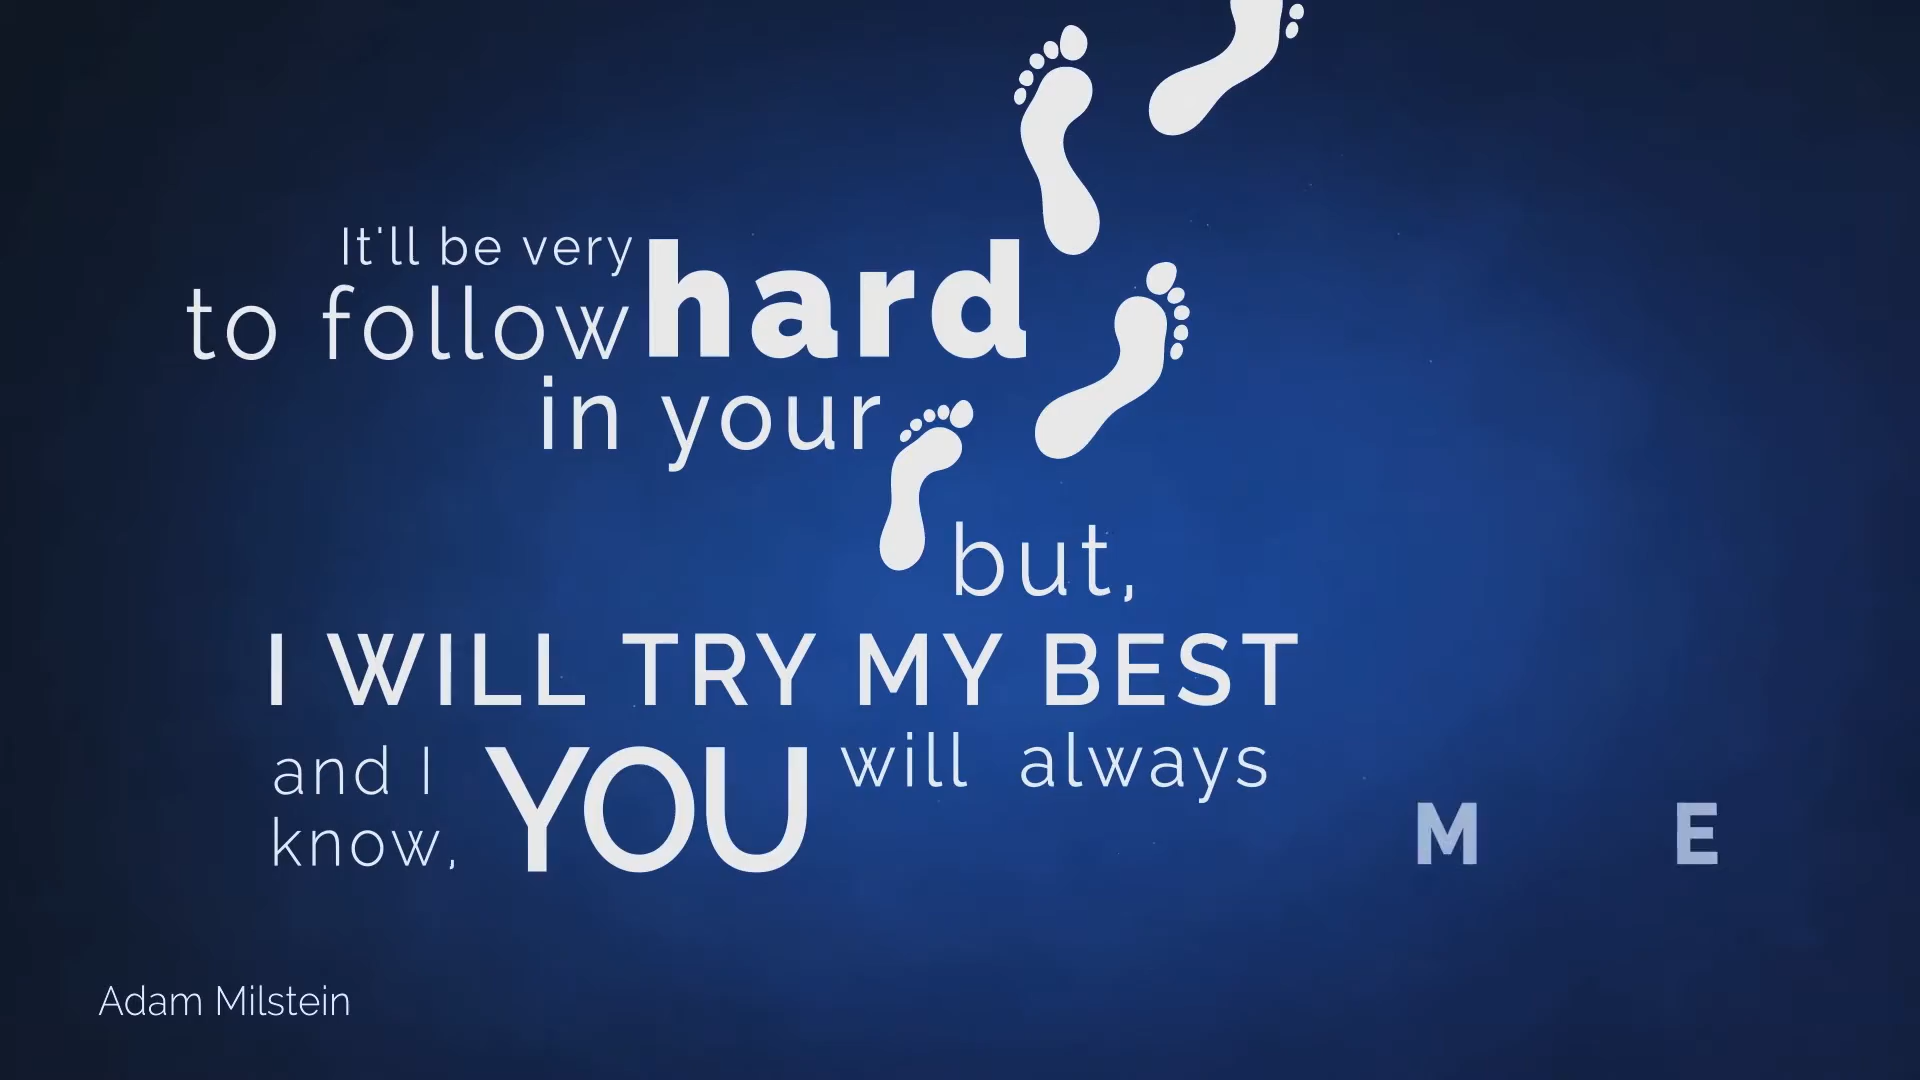 It'll be very
hard
to follow
in your
but,
I WILL TRY MY BEST
and I
know,
YOU
will always
M E
Adam Milstein